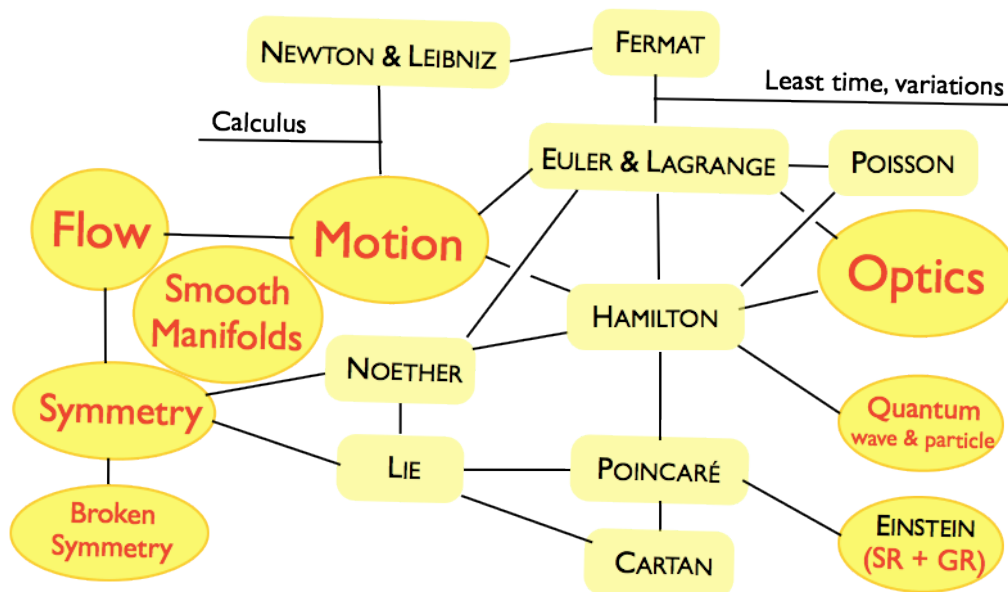 NEWTON & LEIBNIZ
FERMAT
Least time, variations
Calculus
EULER & LAGRANGE
POISSON
Flow
Motion
Optics
Smooth
Manifolds
HAMILTON
NOETHER
Symmetry
Quantum
wave & particle
LIE
POINCARÉ
Broken
Symmetry
EINSTEIN
(SR + GR)
CARTAN